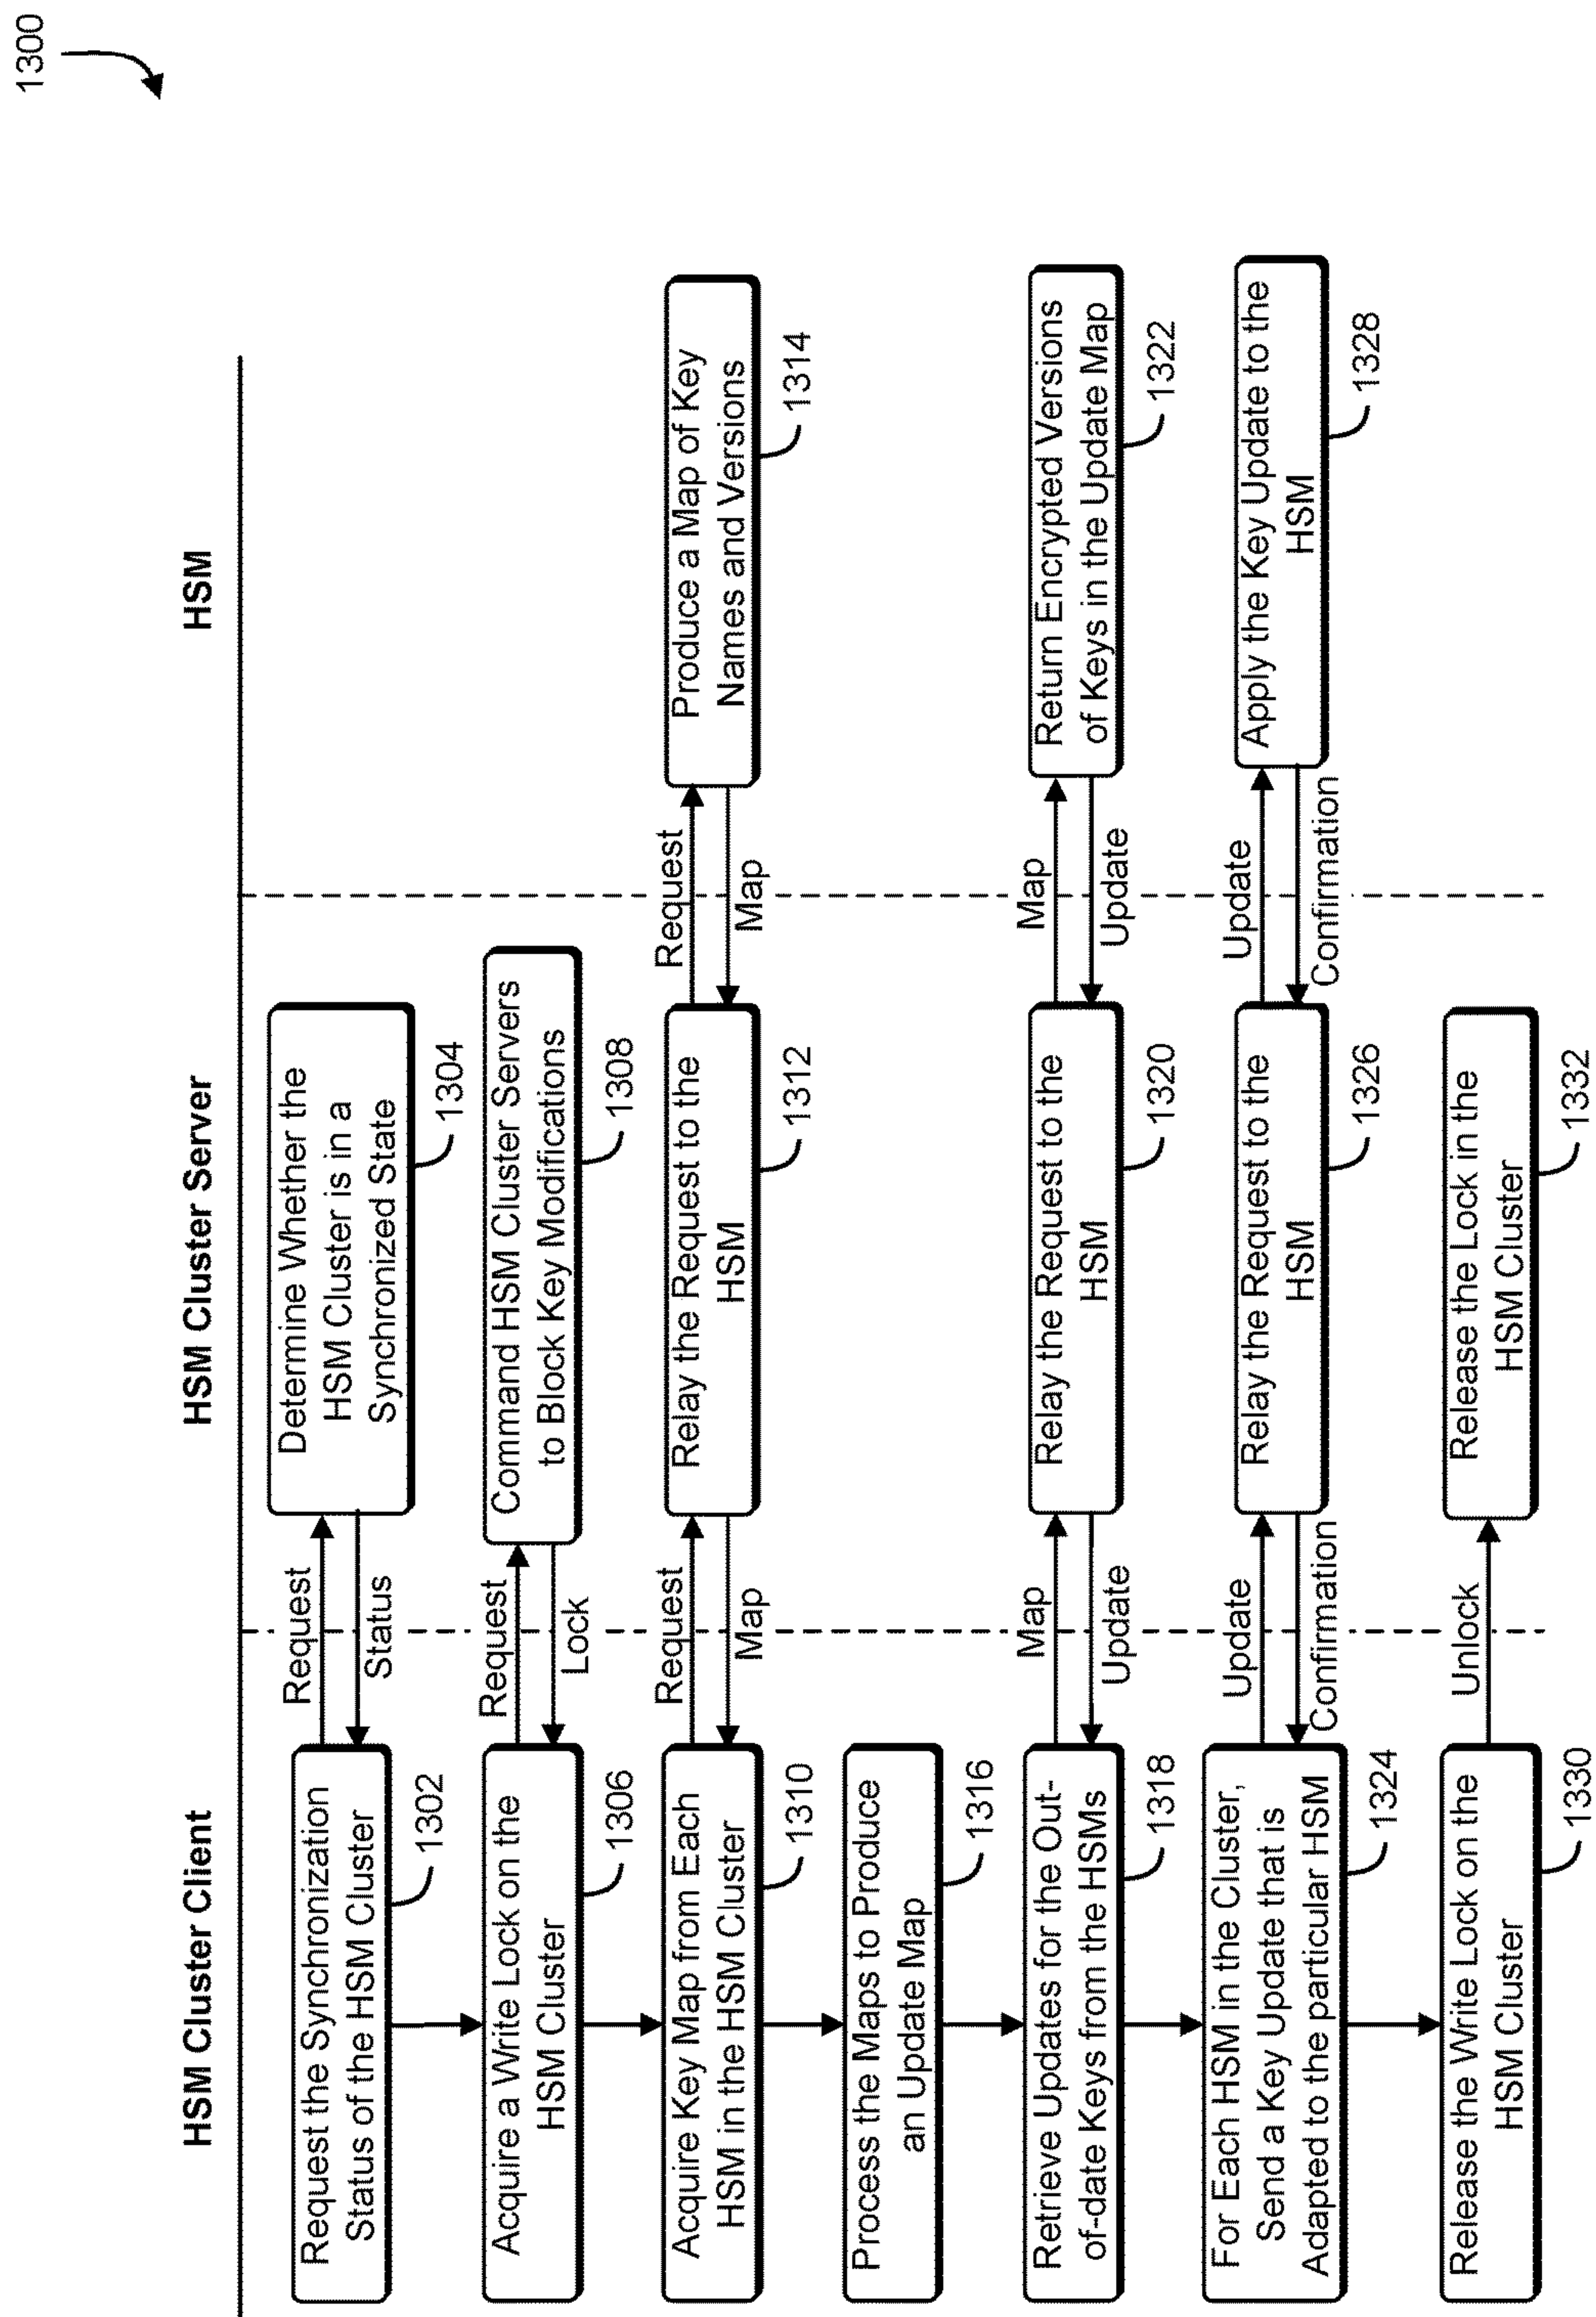 1300
HSM Cluster Client
HSM Cluster Server
HSM
Request the Synchronization
Status of the HSM Cluster
1302
Request
Status
Determine Whether the
HSM Cluster is in a
Synchronized State
1304
Acquire a Write Lock on the
HSM Cluster
1306
Request
Lock
Command HSM Cluster Servers
to Block Key Modifications
1308
Acquire Key Map from Each
HSM in the HSM Cluster
1310
Request
Map
Relay the Request to the
HSM
1312
Request
Map
Produce a Map of Key
Names and Versions
1314
Process the Maps to Produce
an Update Map
1316
Retrieve Updates for the Out-
of-date Keys from the HSMs
1318
Map
Update
Relay the Request to the
HSM
1320
Map
Update
Return Encrypted Versions
of Keys in the Update Map
1322
For Each HSM in the Cluster,
Send a Key Update that is
Adapted to the particular HSM
1324
Update
Confirmation
Relay the Request to the
HSM
1326
Update
Confirmation
Apply the Key Update to the
HSM
1328
Release the Write Lock on the
HSM Cluster
1330
Unlock
Release the Lock in the
HSM Cluster
1332